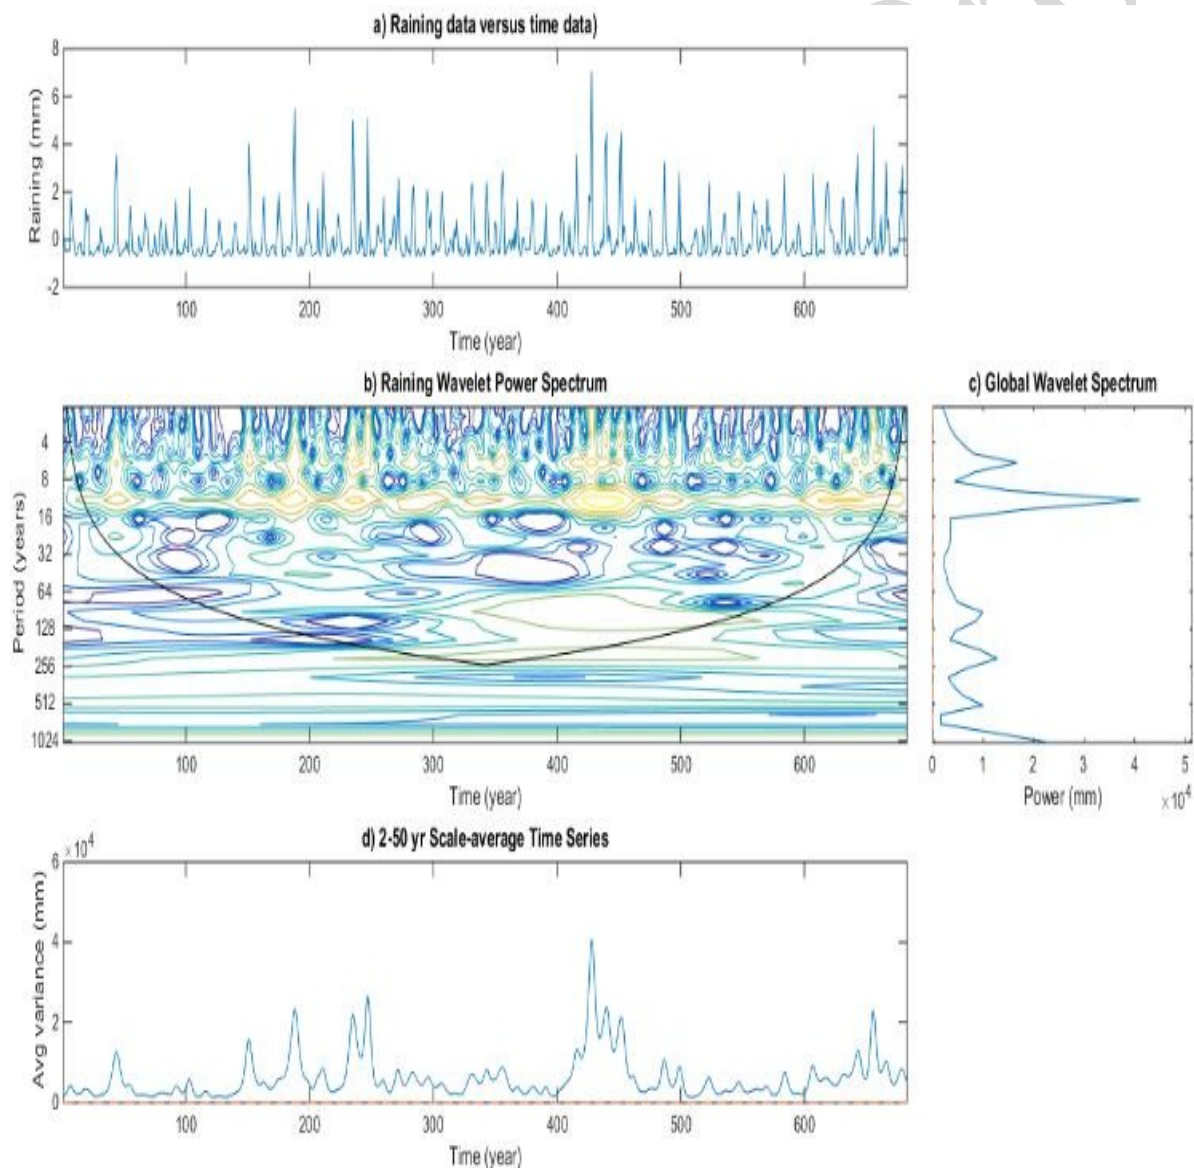 a) Raining data versus time data)
8
6
4
2
0
-2
Raining (mm)
100 200 300 400 500 600
Time (year)
b) Raining Wavelet Power Spectrum
4
8
16
32
64
128
256
512
1024
Period (years)
100 200 300 400 500 600
Time (year)
c) Global Wavelet Spectrum
0 1 2 3 4 5
Power (mm)
×10⁴
d) 2-50 yr Scale-average Time Series
×10⁴
6
4
2
0
Avg variance (mm)
100 200 300 400 500 600
Time (year)